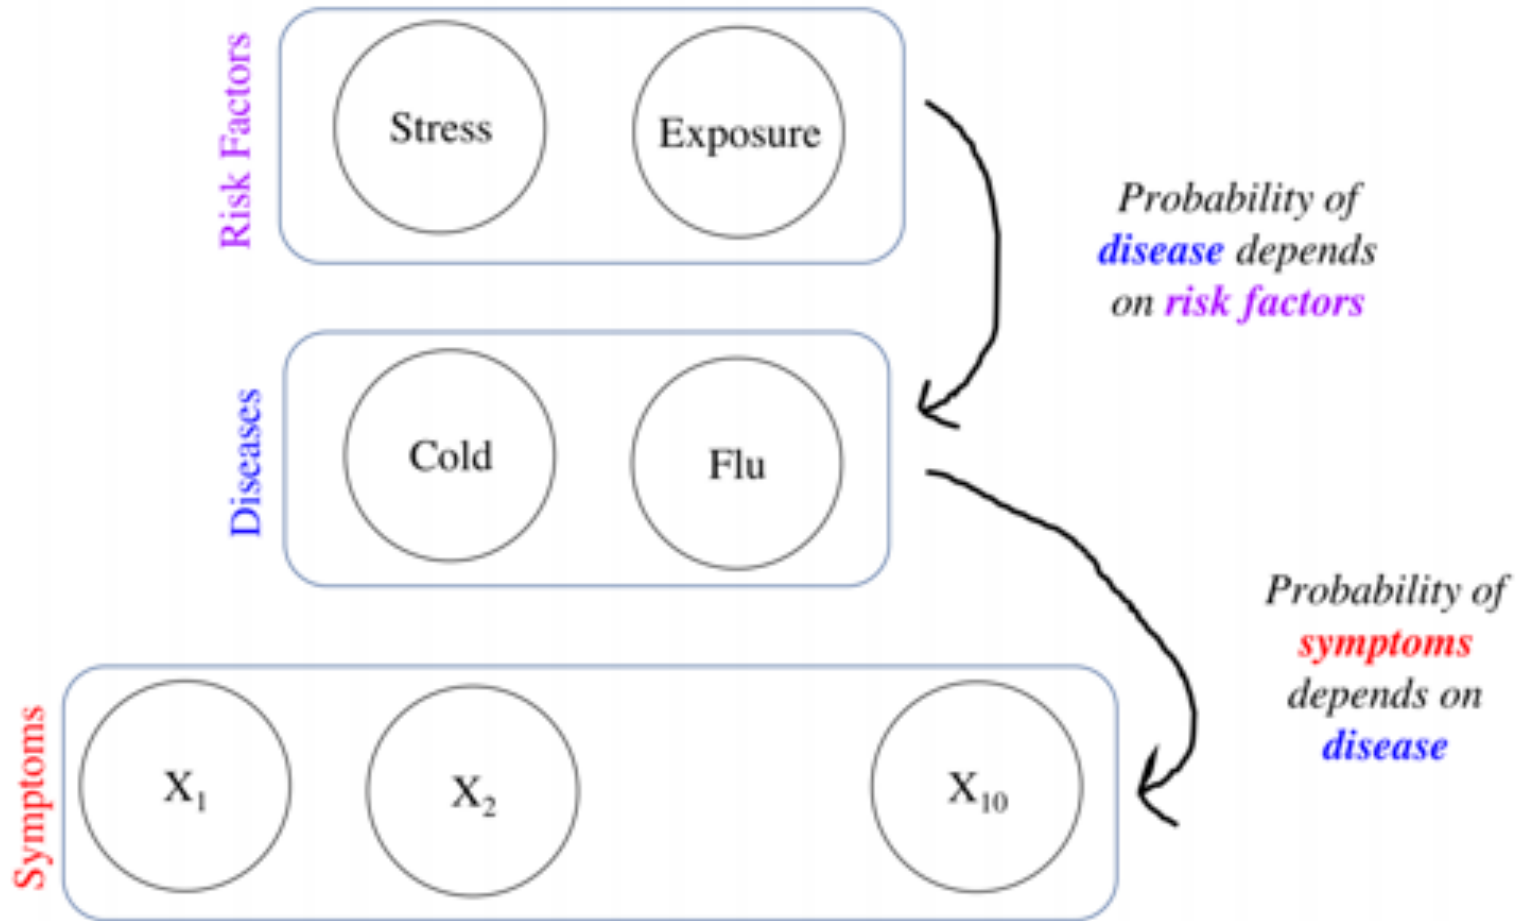 Risk Factors
Stress
Exposure
Probability of
disease depends
on risk factors
Diseases
Cold
Flu
Probability of
symptoms
depends on
disease
Symptoms
X₁
X₂
X₁₀